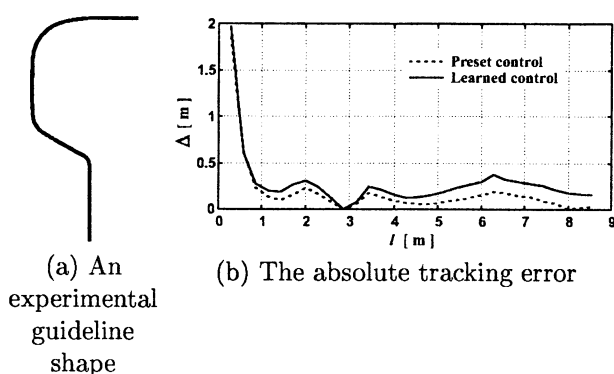 2
1.5
1
0.5
0
Δ [ m ]
Preset control
Learned control
0 1 2 3 4 5 6 7 8 9
l [ m ]
(a) An
experimental
guideline
shape
(b) The absolute tracking error